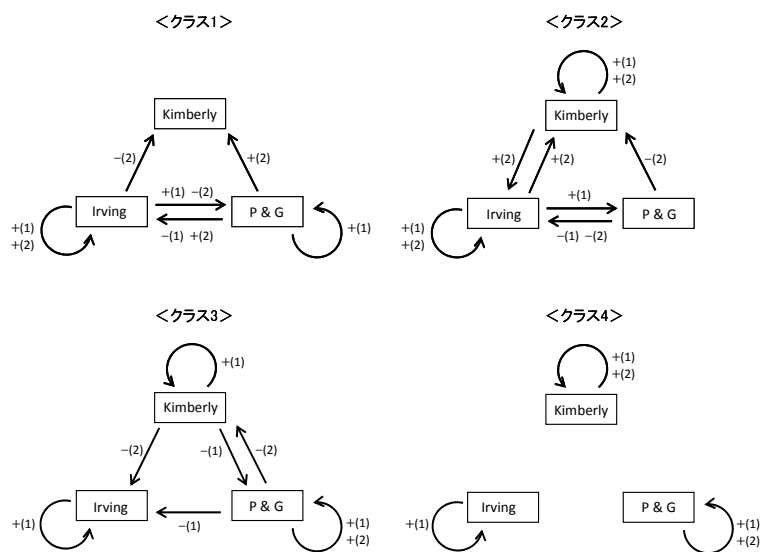 ＜クラス1＞
Kimberly
−(2)
+(2)
+(1) −(2)
Irving
P & G
−(1) +(2)
+(1)
+(2)
+(1)
＜クラス2＞
+(1)
+(2)
Kimberly
+(2)
+(2)
−(2)
+(1)
Irving
P & G
−(1) −(2)
+(1)
+(2)
＜クラス3＞
+(1)
Kimberly
−(2)
−(1)
−(2)
Irving
P & G
+(1)
−(1)
+(1)
+(2)
＜クラス4＞
+(1)
+(2)
Kimberly
Irving
P & G
+(1)
+(1)
+(2)